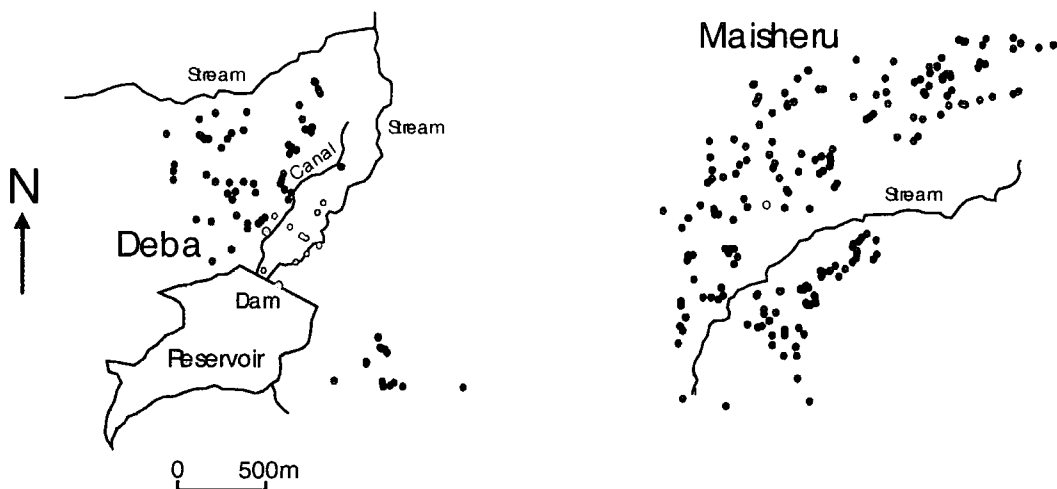 Maisheru
Stream
Stream
N
Canal
Stream
Deba
Dam
Reservoir
0 500m